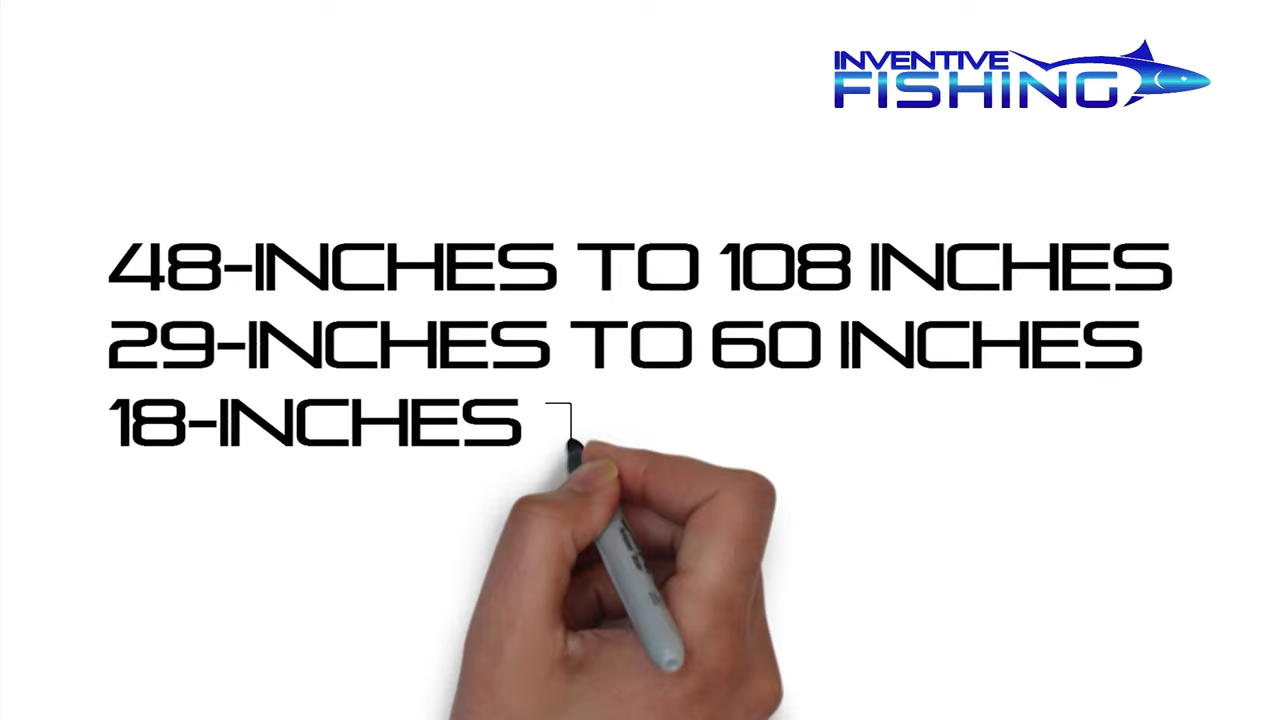 INVENTIVE
FISHING
48-INCHES TO 108 INCHES
29-INCHES TO 60 INCHES
18-INCHES